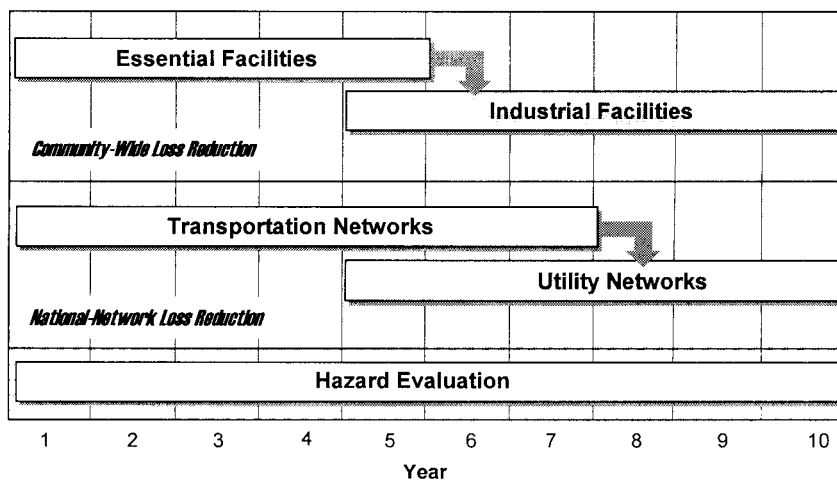 Essential Facilities
Industrial Facilities
Community-Wide Loss Reduction
Transportation Networks
Utility Networks
National-Network Loss Reduction
Hazard Evaluation
1 2 3 4 5 6 7 8 9 10
Year